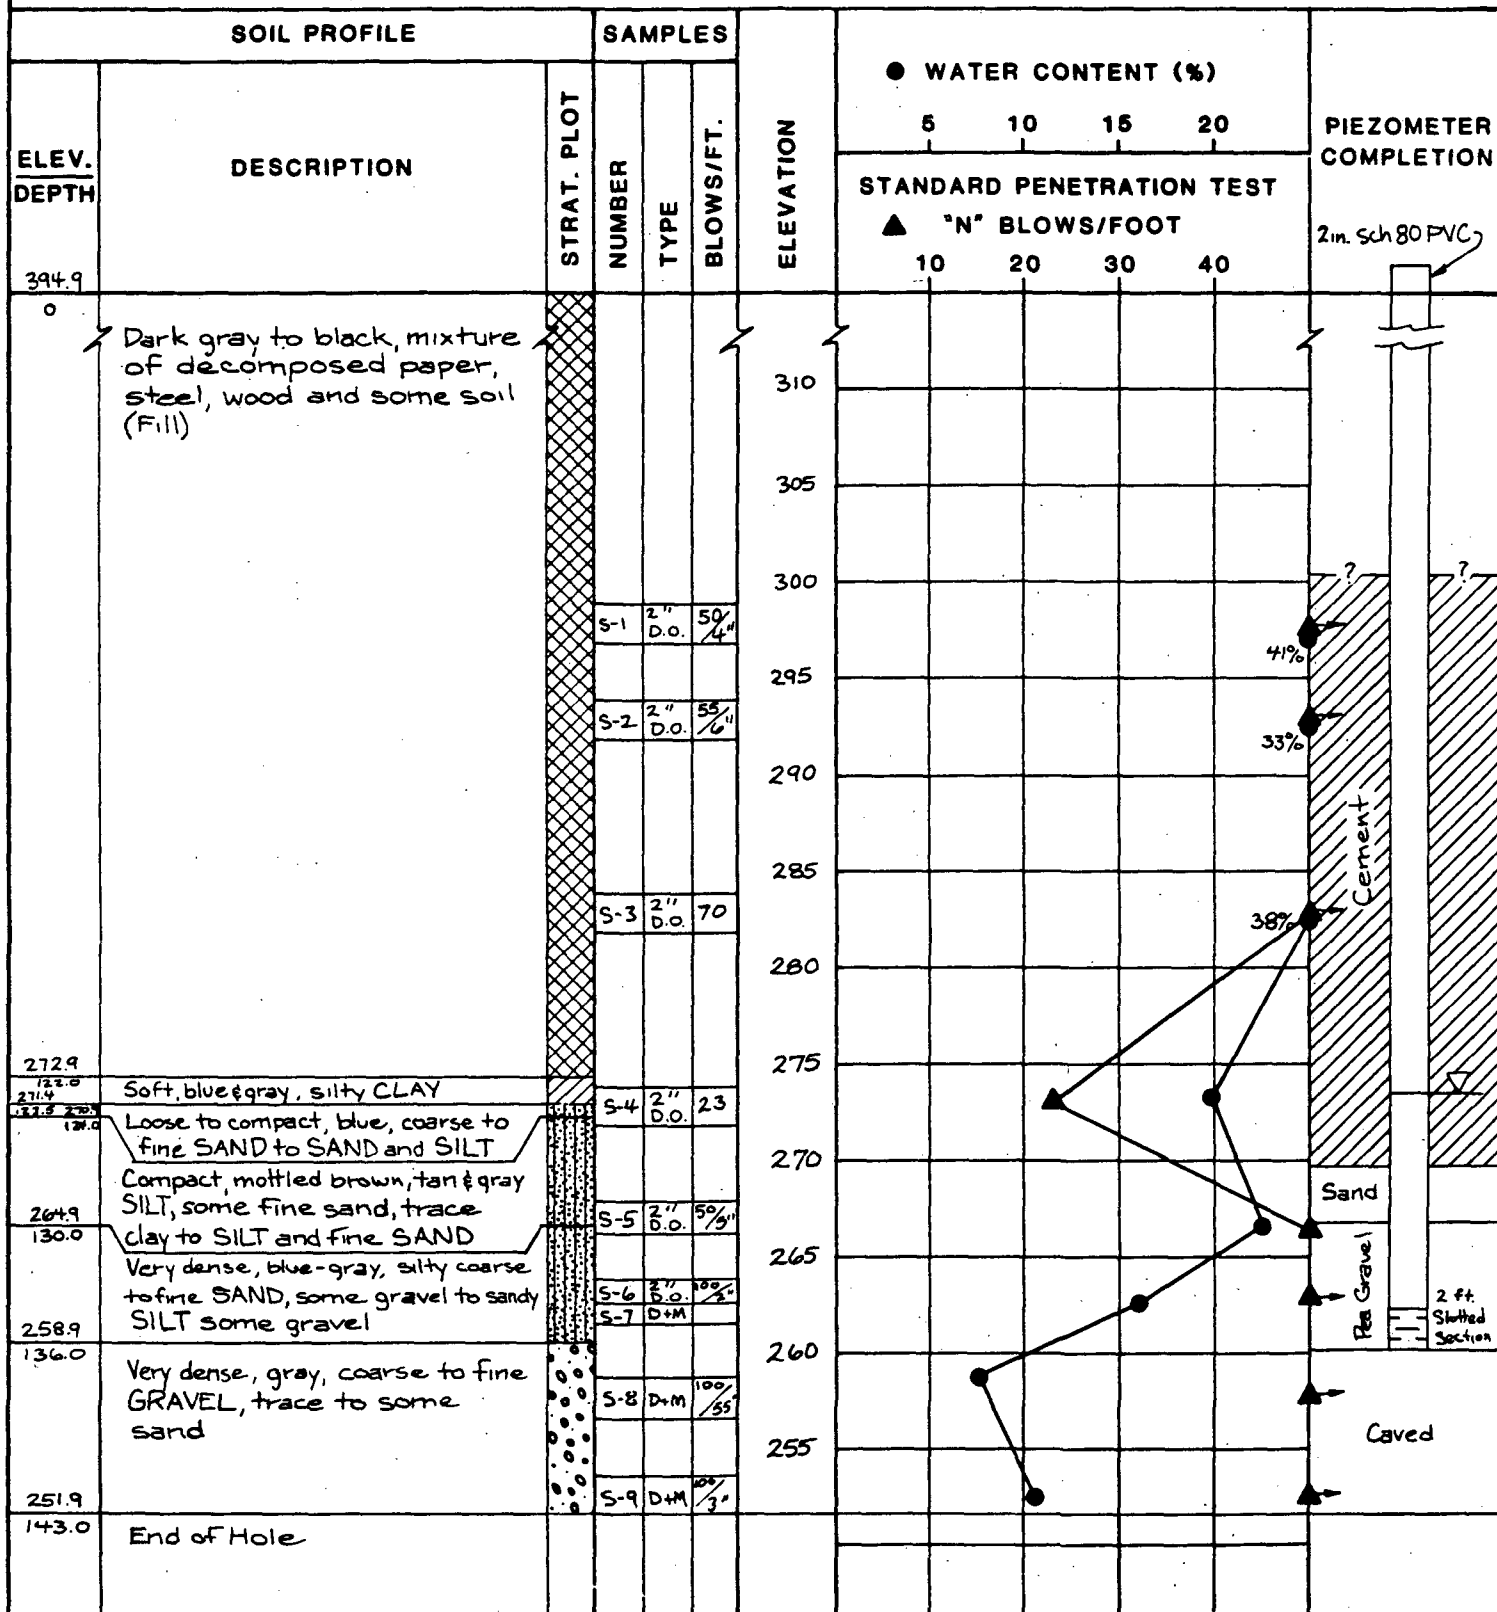 SOIL PROFILE
SAMPLES
ELEV.
DEPTH
DESCRIPTION
STRAT. PLOT
NUMBER
TYPE
BLOWS/FT.
ELEVATION
● WATER CONTENT (%)
5 10 15 20
STANDARD PENETRATION TEST
▲ "N" BLOWS/FOOT
10 20 30 40
PIEZOMETER
COMPLETION
2in. Sch 80 PVC
394.9
0
Dark gray to black, mixture
of decomposed paper,
steel, wood and some soil
(Fill)
310
305
300
? ?
S-1 2" D.O. 50/4"
41%
295
S-2 2" D.O. 55/6"
33%
290
Cement
285
S-3 2" D.O. 70
38%
280
275
272.9
122.0
Soft, blue & gray, silty CLAY
271.4
S-4 2" D.O. 23
Loose to compact, blue, coarse to
fine SAND to SAND and SILT
270
Compact, mottled brown, tan & gray
SILT, some fine sand, trace
clay to SILT and fine SAND
Sand
264.9
130.0
S-5 2" D.O.
265
Very dense, blue-gray, silty coarse
to fine SAND, some gravel to sandy
SILT some gravel
S-6 2" D.O. 100/2"
S-7 D+M
Pea Gravel
2 ft.
Slotted
Section
258.9
136.0
260
Very dense, gray, coarse to fine
GRAVEL, trace to some
sand
S-8 D+M
255
Caved
S-9 D+M 100/3"
251.9
143.0
End of Hole